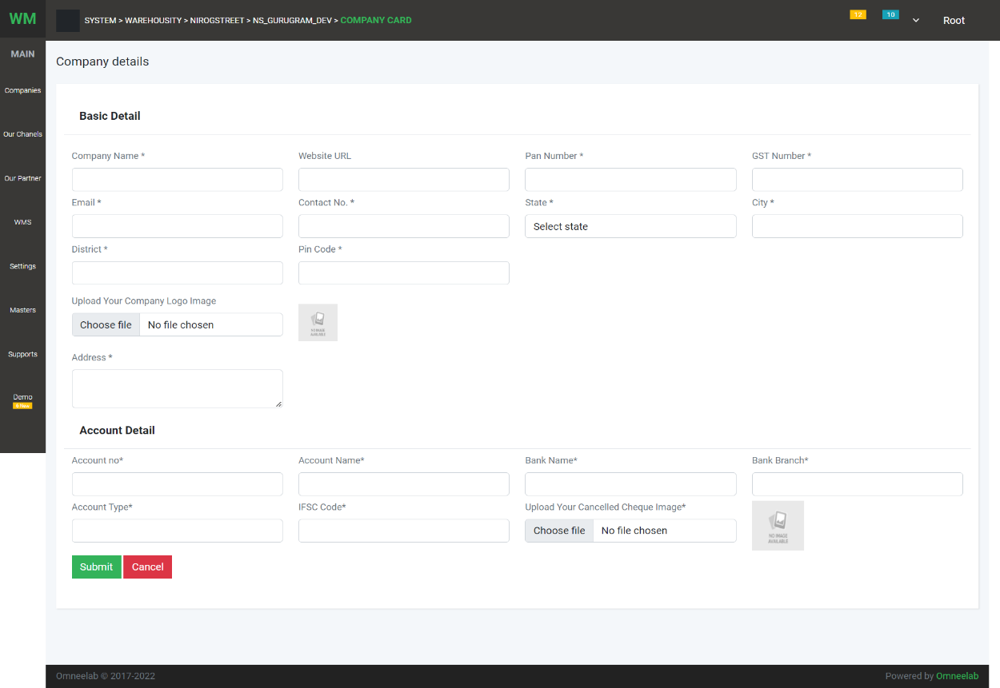 WM
SYSTEM > WAREHOUSITY > NIROGSTREET > NS_GURUGRAM_DEV > COMPANY CARD
12
10
Root
MAIN
Companies
Our Chanels
Our Partner
WMS
Settings
Masters
Supports
Demo
6 New
Company details
Basic Detail
Company Name * Website URL Pan Number * GST Number *
Email * Contact No. * State * City *
Select state
District * Pin Code *
Upload Your Company Logo Image
Choose file No file chosen
NO IMAGE
AVAILABLE
Address *
Account Detail
Account no* Account Name* Bank Name* Bank Branch*
Account Type* IFSC Code* Upload Your Cancelled Cheque Image*
Choose file No file chosen
NO IMAGE
AVAILABLE
Submit Cancel
Omneelab © 2017-2022 Powered by Omneelab